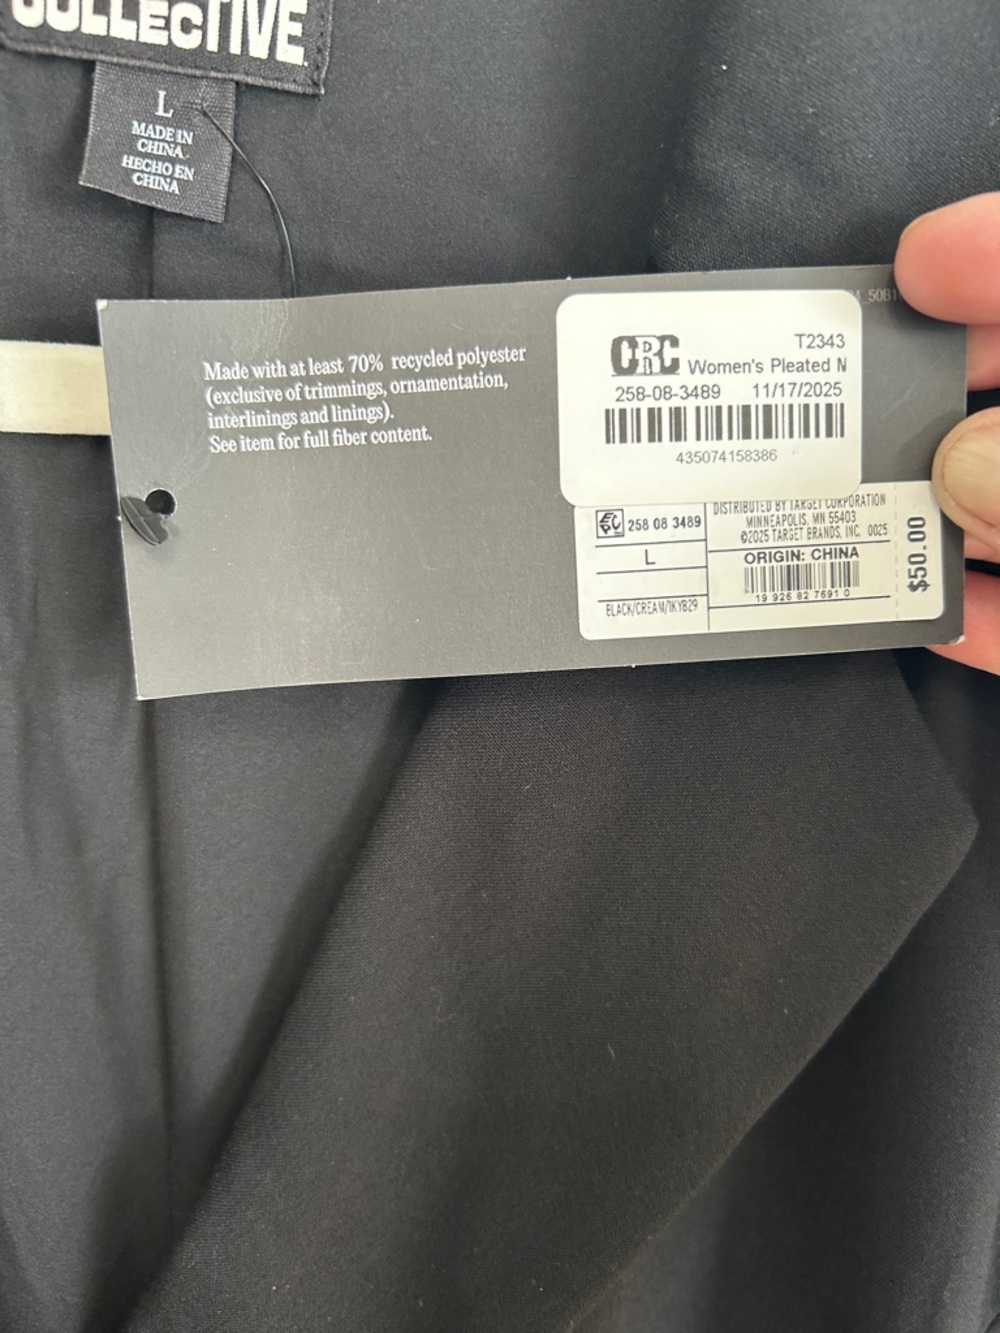 COLLECTIVE
L
MADE IN
CHINA
HECHO EN
CHINA
Made with at least 70% recycled polyester
(exclusive of trimmings, ornamentation,
interlinings and linings).
See item for full fiber content.
CRC T2343
Women's Pleated N
258-08-3489 11/17/2025
435074158386
258 08 3489
L
BLACK/CREAM/1KYB29
DISTRIBUTED BY TARGET CORPORATION
MINNEAPOLIS, MN 55403
©2025 TARGET BRANDS, INC. 0025
ORIGIN: CHINA
19 926 82 7691 0
$50.00